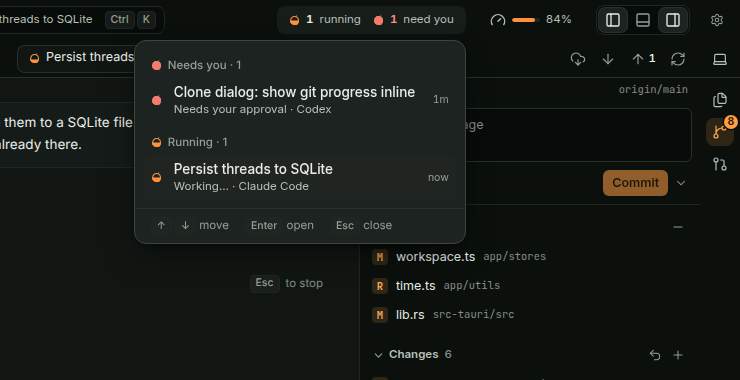 threads to SQLite Ctrl K
1 running 1 need you
84%
Persist threads
1
Needs you · 1
Clone dialog: show git progress inline
1m
Needs your approval · Codex
Running · 1
Persist threads to SQLite
now
Working... · Claude Code
move Enter open Esc close
origin/main
them to a SQLite file
already there.
age
8
Commit
Esc to stop
M workspace.ts app/stores
R time.ts app/utils
M lib.rs src-tauri/src
Changes 6